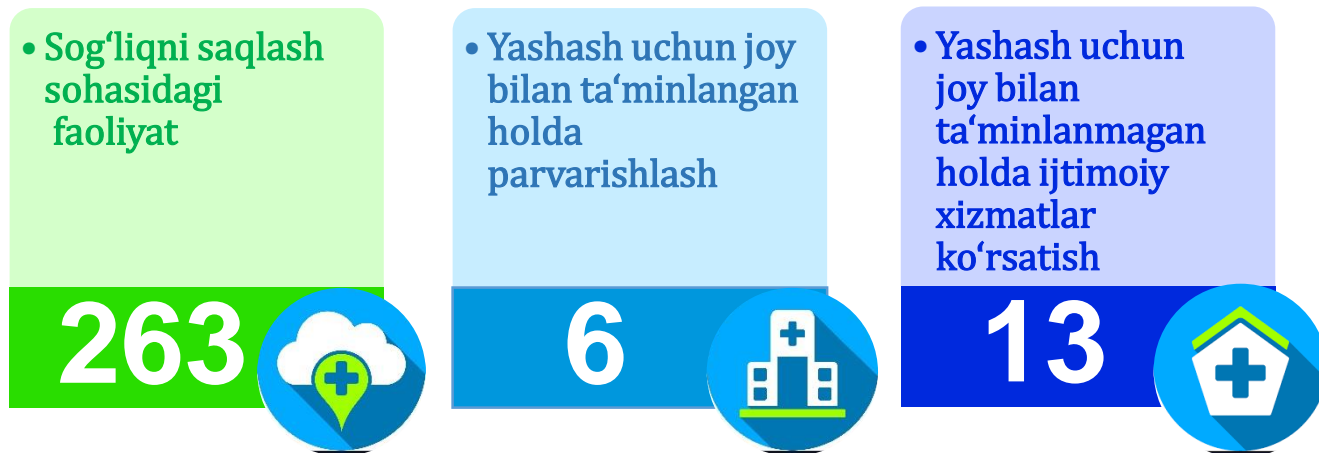 • Sog‘liqni saqlash
sohasidagi
faoliyat
263
• Yashash uchun joy
bilan ta‘minlangan
holda
parvarishlash
6
• Yashash uchun
joy bilan
ta‘minlanmagan
holda ijtimoiy
xizmatlar
ko‘rsatish
13